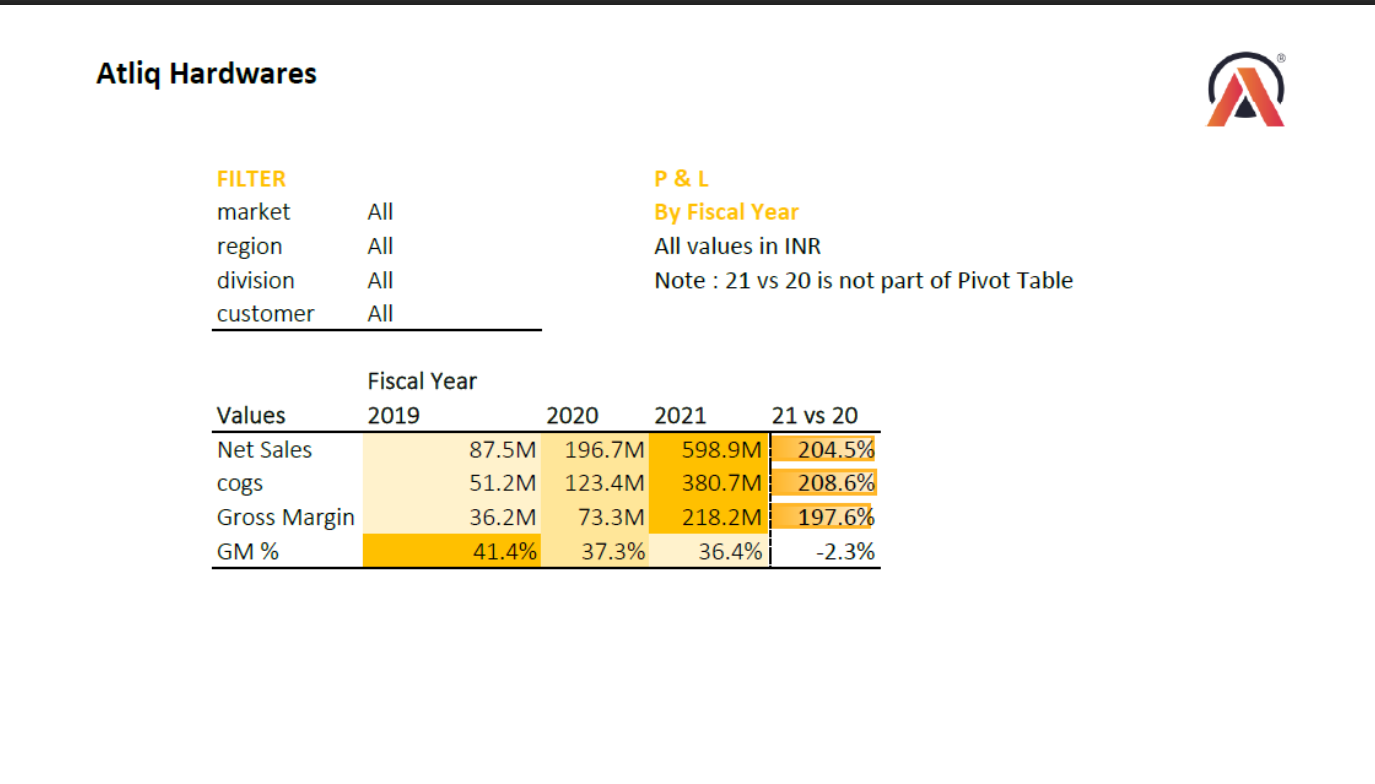 Atliq Hardwares
®
FILTER
P & L
market All
By Fiscal Year
region All
All values in INR
division All
Note : 21 vs 20 is not part of Pivot Table
customer All
Fiscal Year
Values 2019 2020 2021 21 vs 20
Net Sales 87.5M 196.7M 598.9M 204.5%
cogs 51.2M 123.4M 380.7M 208.6%
Gross Margin 36.2M 73.3M 218.2M 197.6%
GM % 41.4% 37.3% 36.4% -2.3%